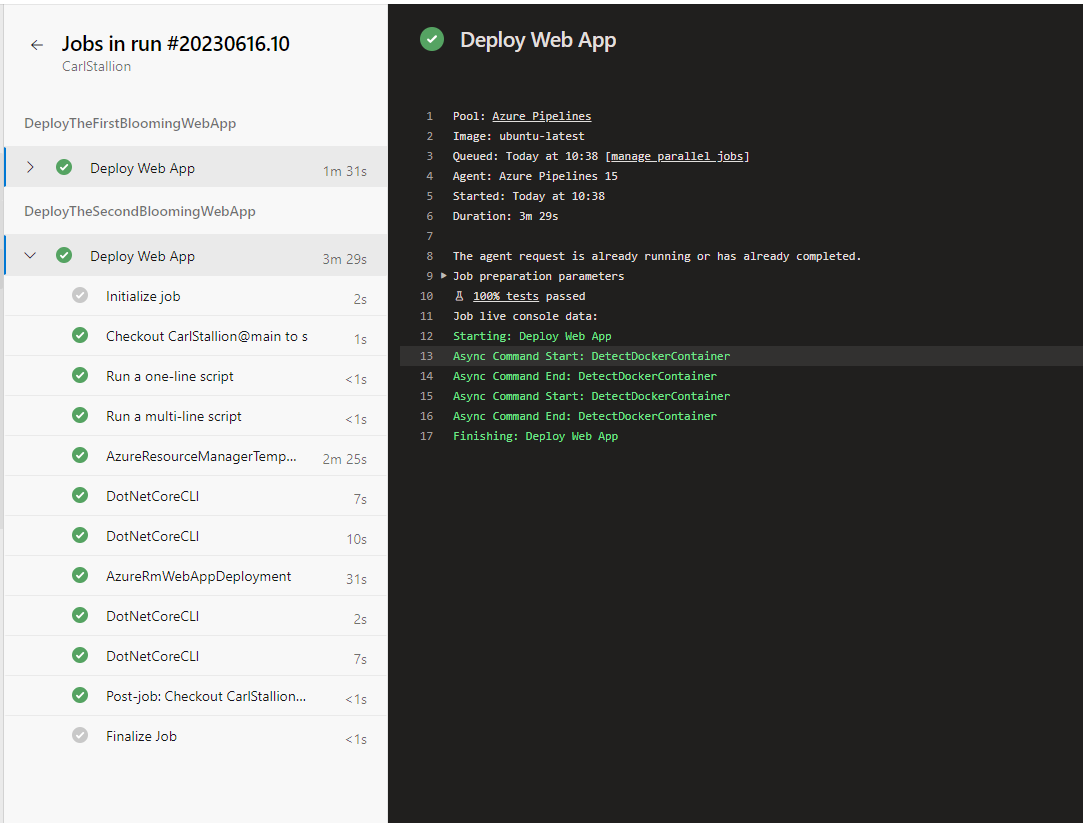 Jobs in run #20230616.10
CarlStallion
DeployTheFirstBloomingWebApp
Deploy Web App 1m 31s
DeployTheSecondBloomingWebApp
Deploy Web App 3m 29s
Initialize job 2s
Checkout CarlStallion@main to s 1s
Run a one-line script <1s
Run a multi-line script <1s
AzureResourceManagerTemp... 2m 25s
DotNetCoreCLI 7s
DotNetCoreCLI 10s
AzureRmWebAppDeployment 31s
DotNetCoreCLI 2s
DotNetCoreCLI 7s
Post-job: Checkout CarlStallion... <1s
Finalize Job <1s
Deploy Web App
1 Pool: Azure Pipelines
2 Image: ubuntu-latest
3 Queued: Today at 10:38 [manage parallel jobs]
4 Agent: Azure Pipelines 15
5 Started: Today at 10:38
6 Duration: 3m 29s
7
8 The agent request is already running or has already completed.
9 Job preparation parameters
10 100% tests passed
11 Job live console data:
12 Starting: Deploy Web App
13 Async Command Start: DetectDockerContainer
14 Async Command End: DetectDockerContainer
15 Async Command Start: DetectDockerContainer
16 Async Command End: DetectDockerContainer
17 Finishing: Deploy Web App